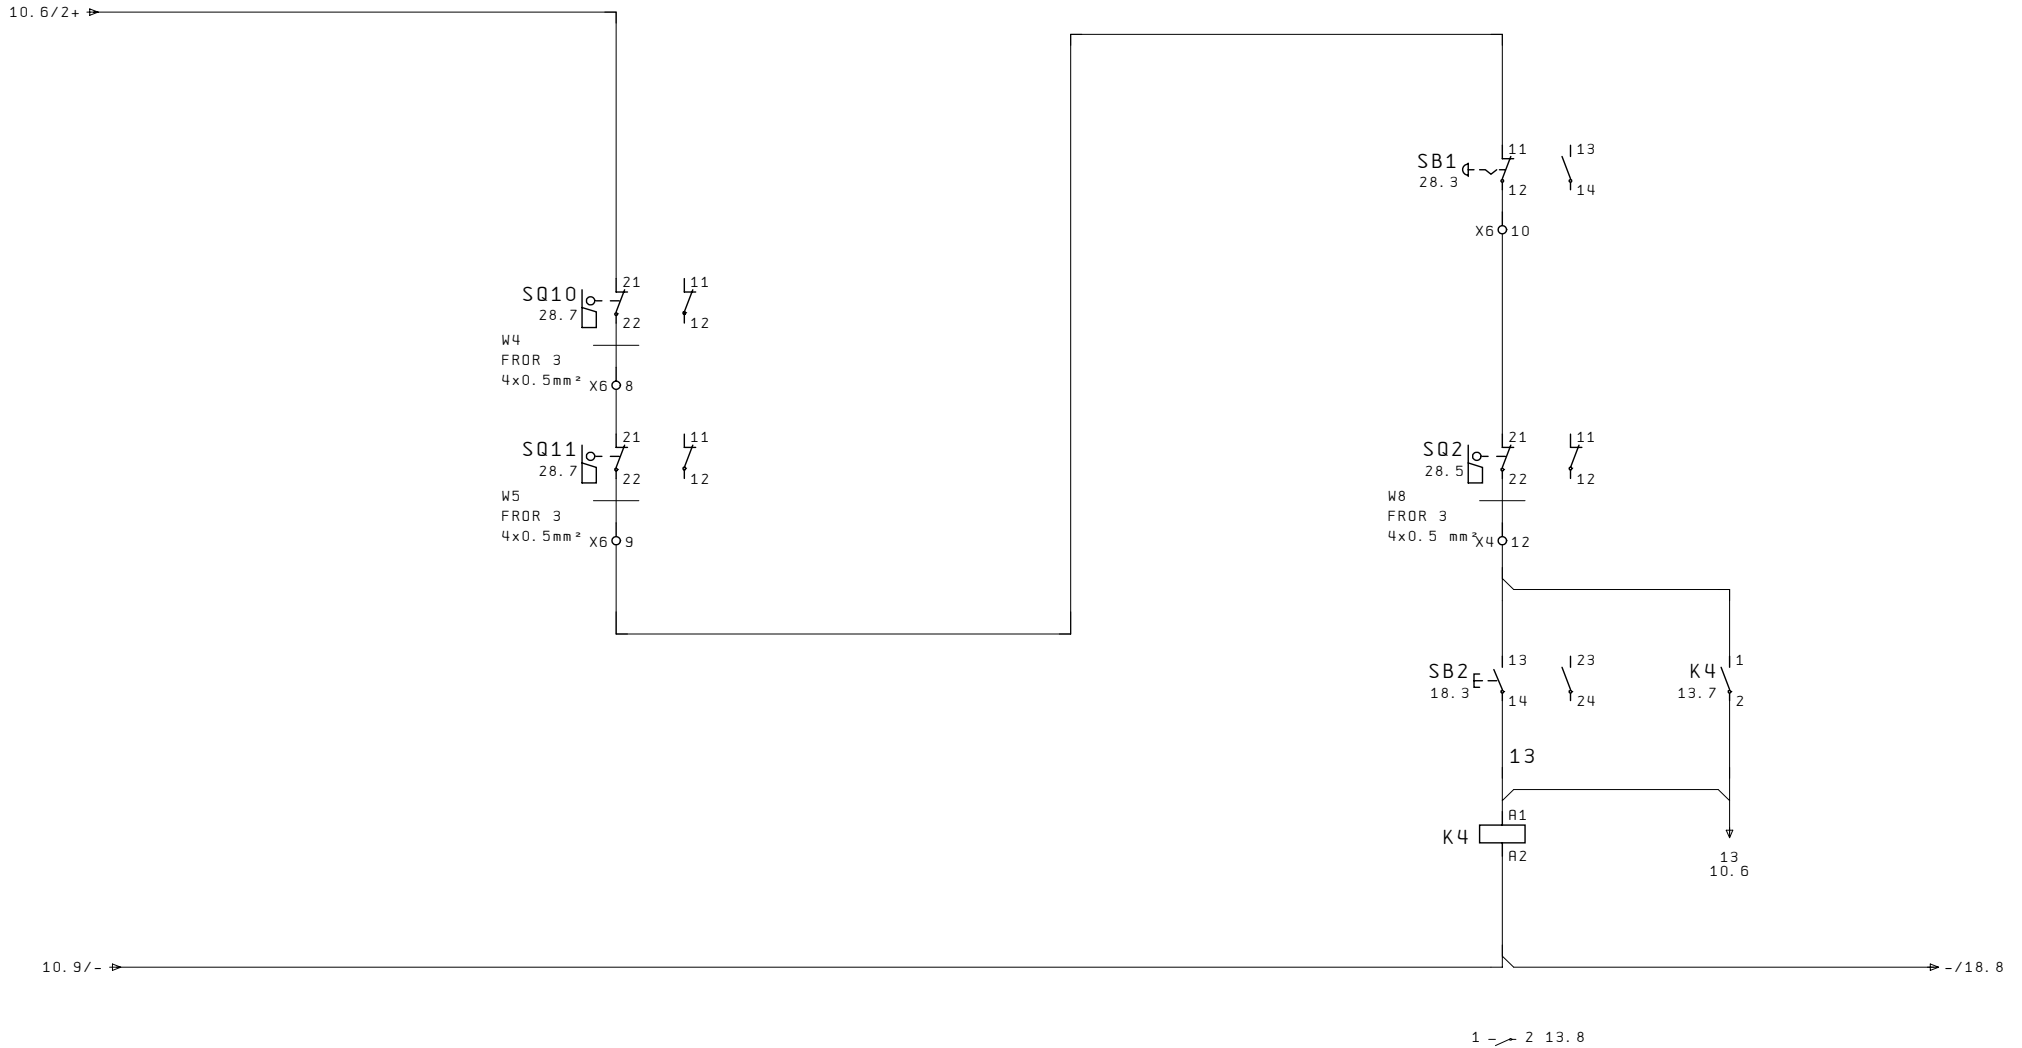 10.6/2+
SB1
28.3
11
12
13
14
X6 10
SQ10
28.7
21
22
11
12
W4
FROR 3
4x0.5mm²
X6 8
SQ11
28.7
21
22
11
12
W5
FROR 3
4x0.5mm²
X6 9
SQ2
28.5
21
22
11
12
W8
FROR 3
4x0.5 mm²
X4 12
SB2
18.3
13
14
23
24
K4
13.7
1
2
13
K4
A1
A2
13
10.6
10.9/-
-/18.8
1 2 13.8